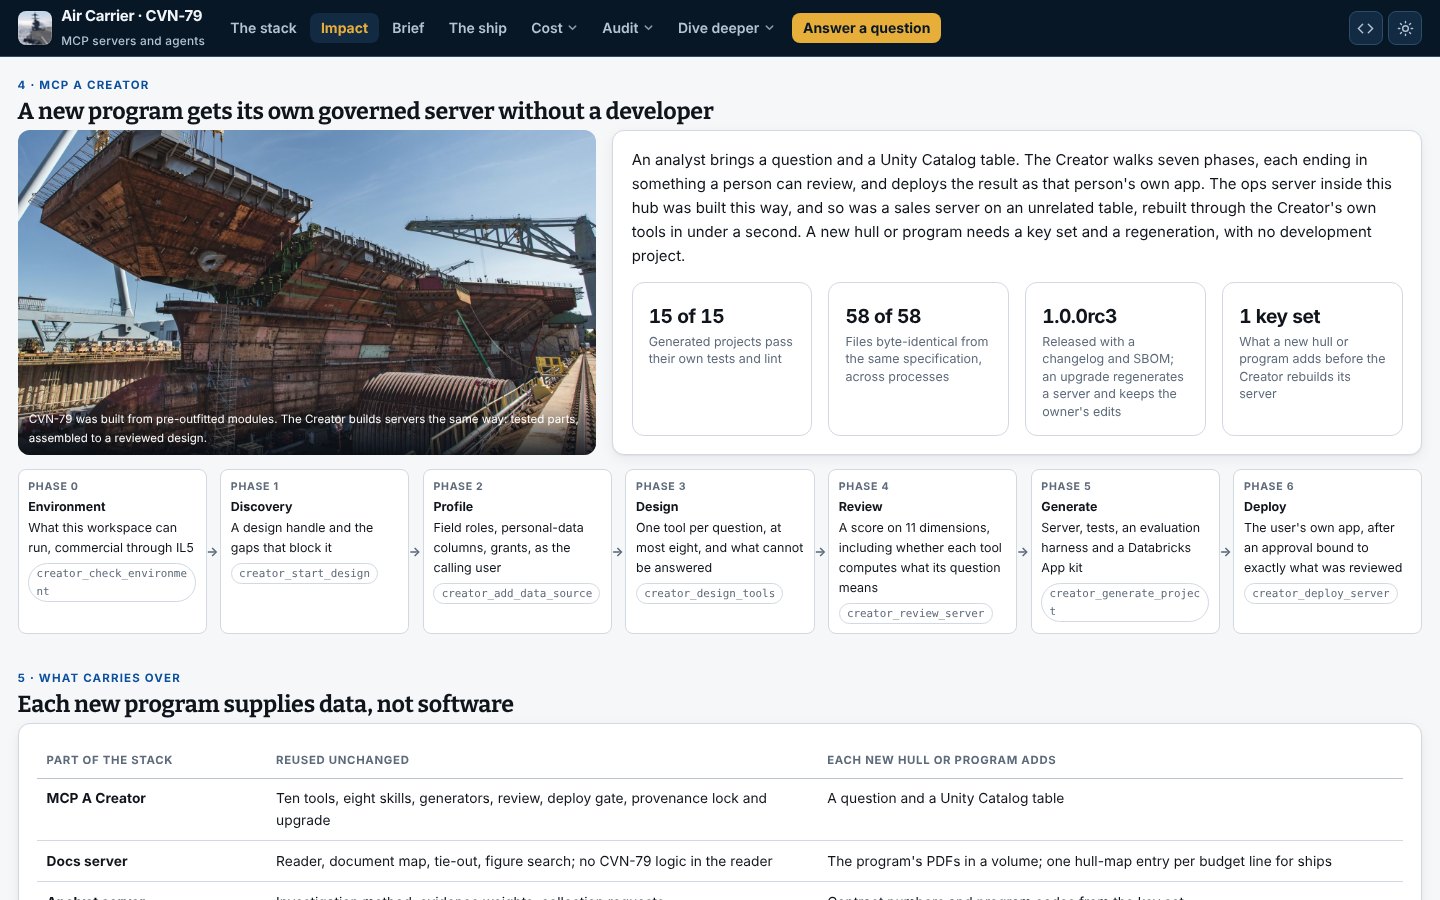 Air Carrier · CVN-79
MCP servers and agents
The stack
Impact
Brief
The ship
Cost
Audit
Dive deeper
Answer a question
4 · MCP A CREATOR
A new program gets its own governed server without a developer
CVN-79 was built from pre-outfitted modules. The Creator builds servers the same way: tested parts,
assembled to a reviewed design.
An analyst brings a question and a Unity Catalog table. The Creator walks seven phases, each ending in
something a person can review, and deploys the result as that person's own app. The ops server inside this
hub was built this way, and so was a sales server on an unrelated table, rebuilt through the Creator's own
tools in under a second. A new hull or program needs a key set and a regeneration, with no development
project.
15 of 15
Generated projects pass
their own tests and lint
58 of 58
Files byte-identical from
the same specification,
across processes
1.0.0rc3
Released with a
changelog and SBOM;
an upgrade regenerates
a server and keeps the
owner's edits
1 key set
What a new hull or
program adds before the
Creator rebuilds its
server
PHASE 0
Environment
What this workspace can
run, commercial through IL5
creator_check_environme
nt
PHASE 1
Discovery
A design handle and the
gaps that block it
creator_start_design
PHASE 2
Profile
Field roles, personal-data
columns, grants, as the
calling user
creator_add_data_source
PHASE 3
Design
One tool per question, at
most eight, and what cannot
be answered
creator_design_tools
PHASE 4
Review
A score on 11 dimensions,
including whether each tool
computes what its question
means
creator_review_server
PHASE 5
Generate
Server, tests, an evaluation
harness and a Databricks
App kit
creator_generate_projec
t
PHASE 6
Deploy
The user's own app, after
an approval bound to
exactly what was reviewed
creator_deploy_server
5 · WHAT CARRIES OVER
Each new program supplies data, not software
PART OF THE STACK
REUSED UNCHANGED
EACH NEW HULL OR PROGRAM ADDS
MCP A Creator
Ten tools, eight skills, generators, review, deploy gate, provenance lock and
upgrade
A question and a Unity Catalog table
Docs server
Reader, document map, tie-out, figure search; no CVN-79 logic in the reader
The program's PDFs in a volume; one hull-map entry per budget line for ships